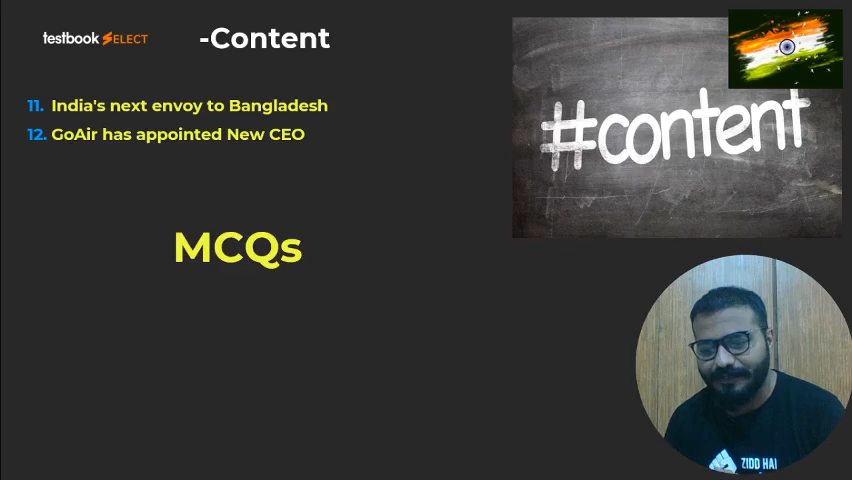 testbook SELECT
-Content
11. India's next envoy to Bangladesh
12. GoAir has appointed New CEO
#content
MCQs
ZIDD HAI